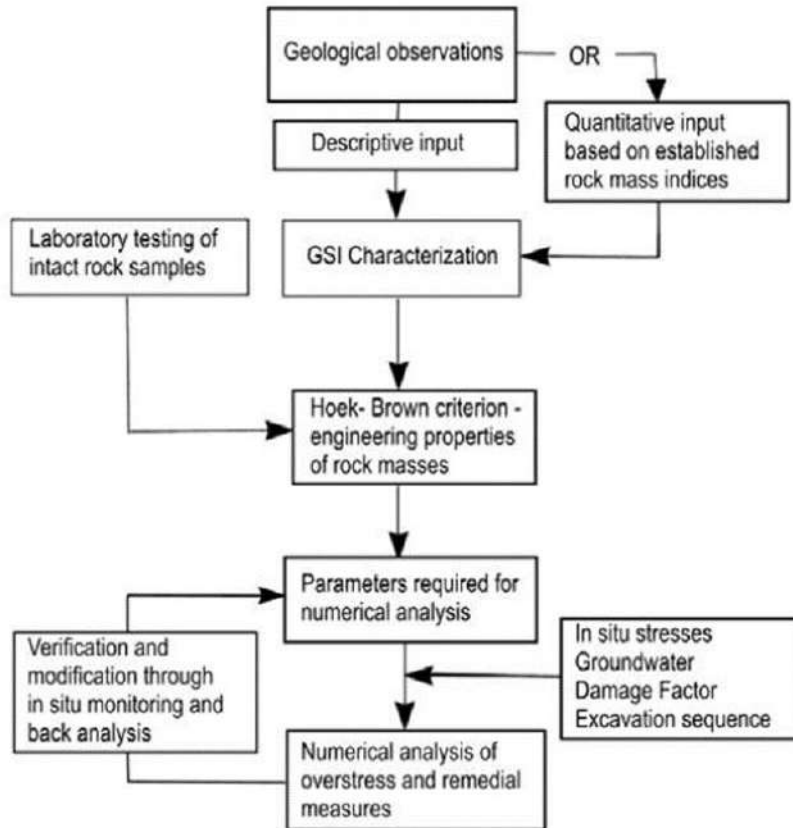 Geological observations
OR
Descriptive input
Quantitative input
based on established
rock mass indices
Laboratory testing of
intact rock samples
GSI Characterization
Hoek- Brown criterion -
engineering properties
of rock masses
Parameters required for
numerical analysis
Verification and
modification through
in situ monitoring and
back analysis
In situ stresses
Groundwater
Damage Factor
Excavation sequence
Numerical analysis of
overstress and remedial
measures